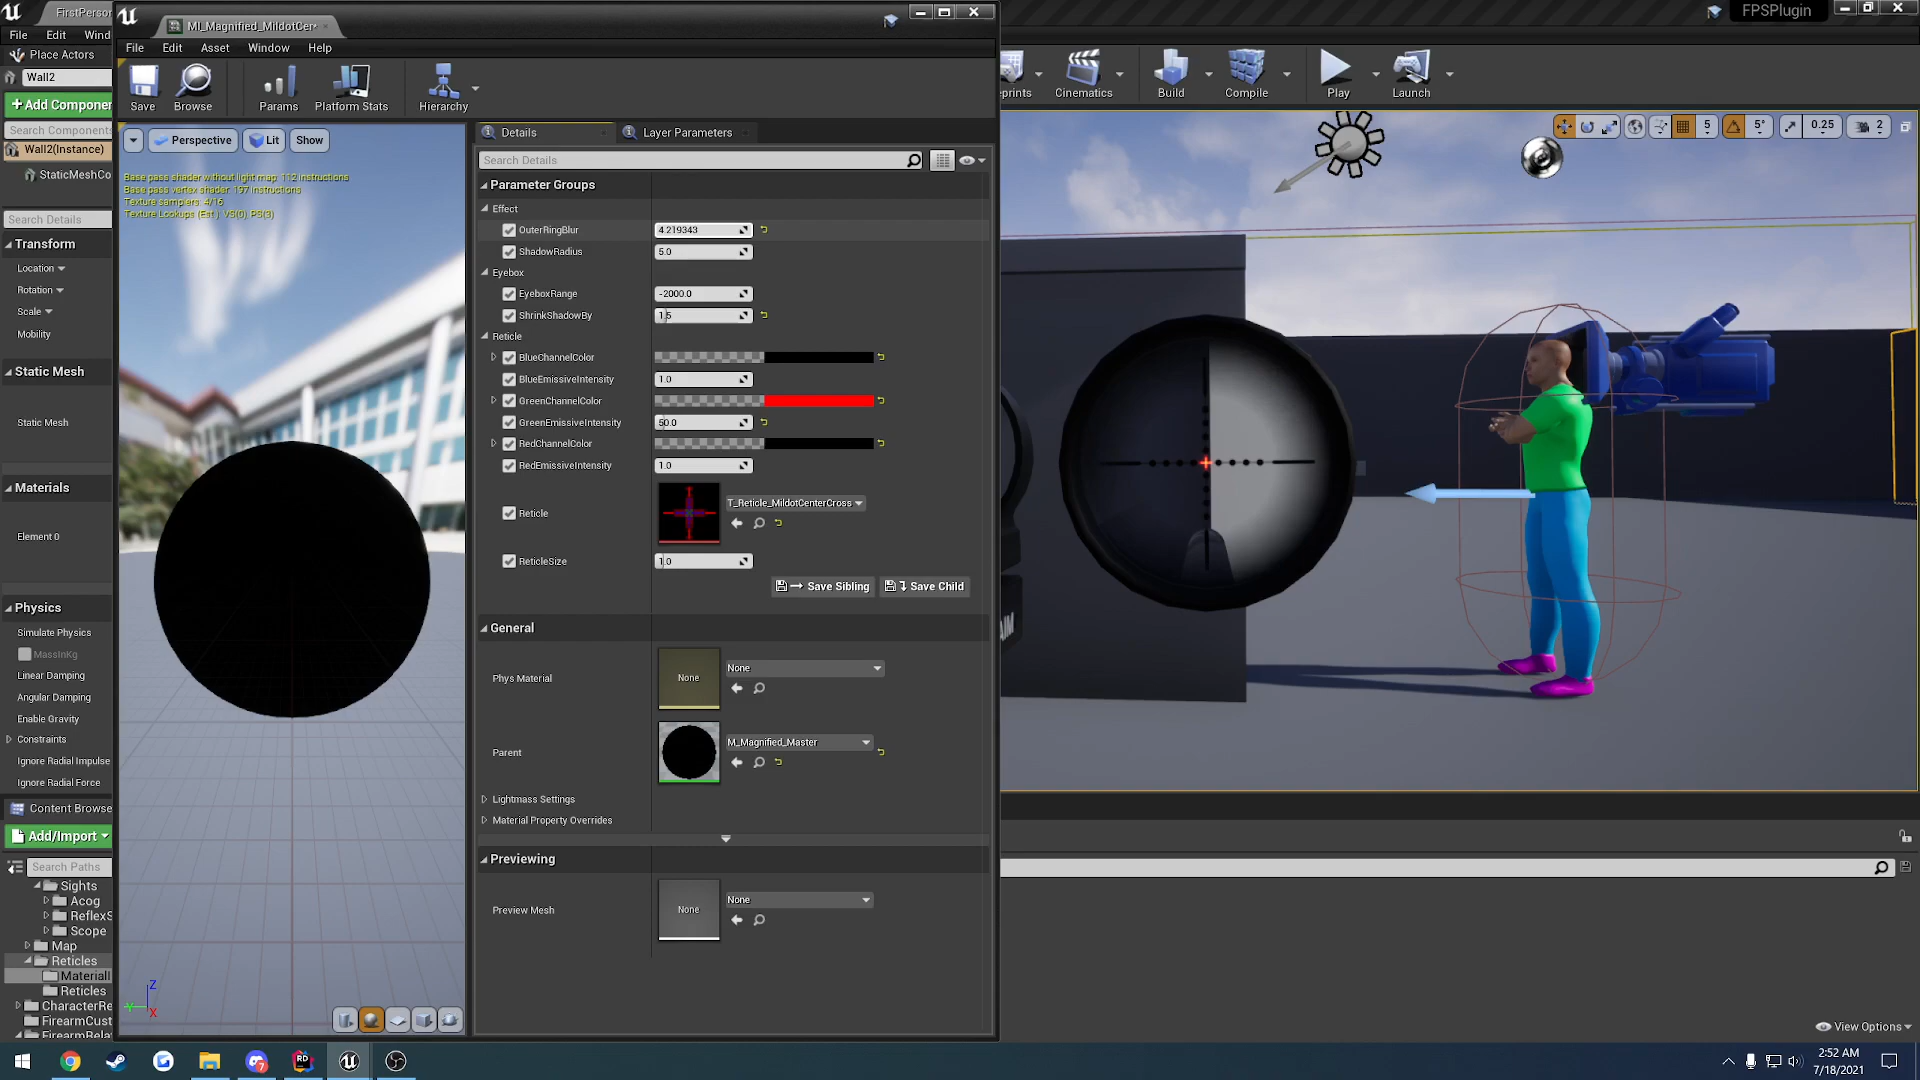 FirstPerson
MI_Magnified_MildotCer*
FPSPlugin
File Edit Wind
File Edit Asset Window Help
Place Actors
Wall2
Save Browse Params Platform Stats Hierarchy
Cinematics Build Compile Play Launch
+Add Componen
Search Components
Wall2(Instance)
StaticMeshCo
Search Details
Transform
Location
Rotation
Scale
Mobility
Static Mesh
Static Mesh
Materials
Element 0
Physics
Simulate Physics
MassInKg
Linear Damping
Angular Damping
Enable Gravity
Constraints
Ignore Radial Impulse
Ignore Radial Force
Content Browse
Add/Import
Search Paths
Sights
Acog
ReflexS
Scope
Map
Reticles
Materiall
Reticles
CharacterRe
FirearmCust
FirearmRela
Perspective Lit Show
Base pass shader without light map: 112 instructions
Base pass vertex shader: 197 instructions
Texture samplers: 4/16
Texture Lookups (Est.): VS(0), PS(3)
Z
Y
X
Details Layer Parameters
Search Details
Parameter Groups
Effect
OuterRingBlur 4.219343
ShadowRadius 5.0
Eyebox
EyeboxRange -2000.0
ShrinkShadowBy 1.5
Reticle
BlueChannelColor
BlueEmissiveIntensity 1.0
GreenChannelColor
GreenEmissiveIntensity 50.0
RedChannelColor
RedEmissiveIntensity 1.0
Reticle T_Reticle_MildotCenterCross
ReticleSize 1.0
Save Sibling Save Child
General
Phys Material None None
Parent M_Magnified_Master
Lightmass Settings
Material Property Overrides
Previewing
Preview Mesh None None
5 5° 0.25 2
AIM
View Options
2:52 AM
7/18/2021